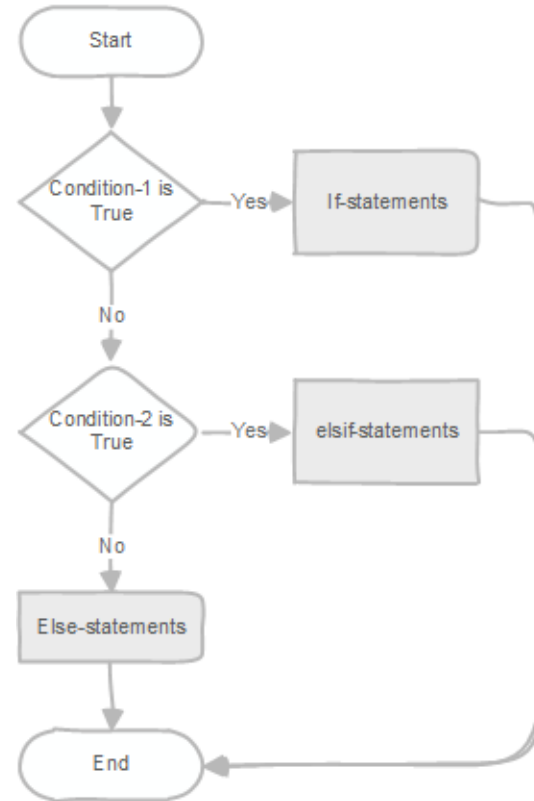 Start
Condition-1 is
True
Yes
If-statements
No
Condition-2 is
True
Yes
elsif-statements
No
Else-statements
End